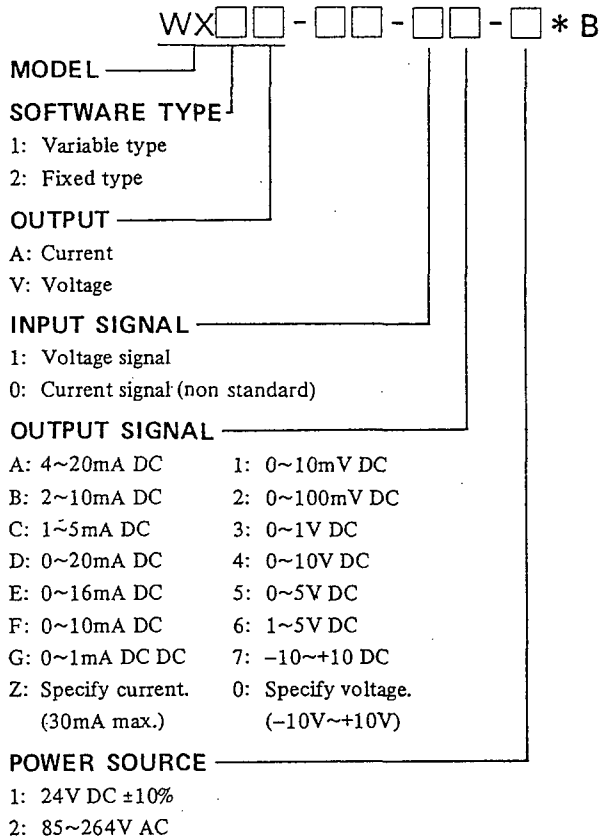 WX□□-□□-□□-□*B
MODEL
SOFTWARE TYPE
1: Variable type
2: Fixed type
OUTPUT
A: Current
V: Voltage
INPUT SIGNAL
1: Voltage signal
0: Current signal (non standard)
OUTPUT SIGNAL
A: 4~20mA DC 1: 0~10mV DC
B: 2~10mA DC 2: 0~100mV DC
C: 1~5mA DC 3: 0~1V DC
D: 0~20mA DC 4: 0~10V DC
E: 0~16mA DC 5: 0~5V DC
F: 0~10mA DC 6: 1~5V DC
G: 0~1mA DC DC 7: –10~+10 DC
Z: Specify current. 0: Specify voltage.
(30mA max.) (–10V~+10V)
POWER SOURCE
1: 24V DC ±10%
2: 85~264V AC